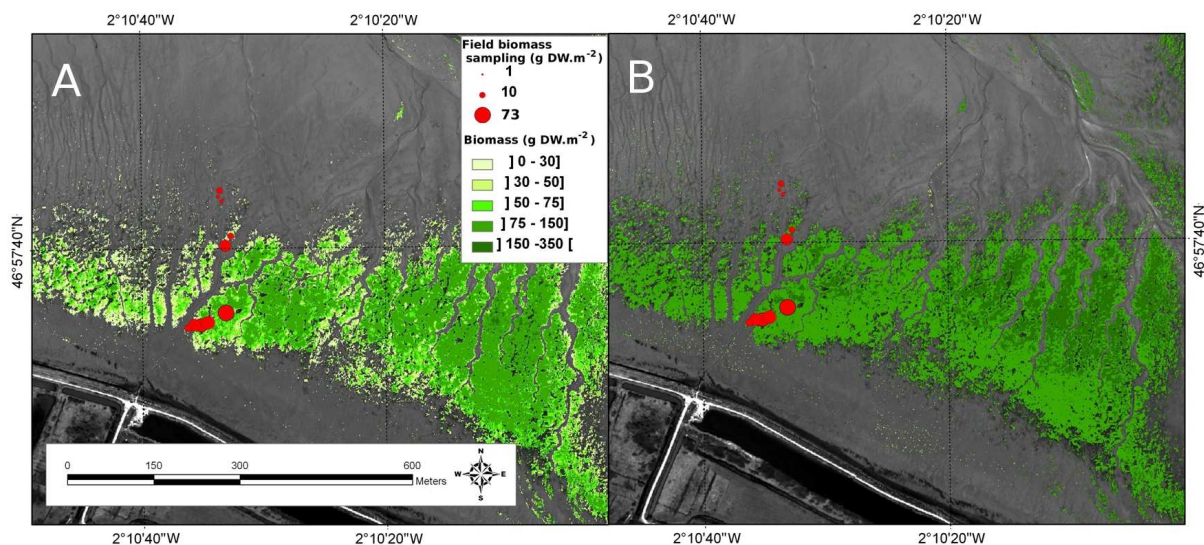 2°10'40"W
2°10'20"W
2°10'40"W
2°10'20"W
A
B
Field biomass
sampling (g DW.m-2)
1
10
73
Biomass (g DW.m-2)
] 0 - 30]
] 30 - 50]
] 50 - 75]
] 75 - 150]
] 150 -350 [
46°57'40"N
46°57'40"N
0
150
300
600
Meters
N
W
E
S
2°10'40"W
2°10'20"W
2°10'40"W
2°10'20"W